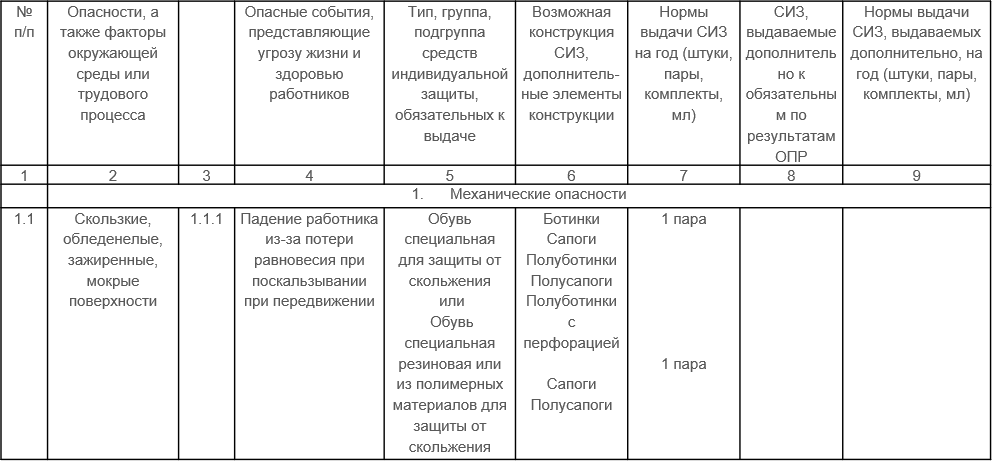 №
п/п
Опасности, а
также факторы
окружающей
среды или
трудового
процесса
Опасные события,
представляющие
угрозу жизни и
здоровью
работников
Тип, группа,
подгруппа
средств
индивидуальной
защиты,
обязательных к
выдаче
Возможная
конструкция
СИЗ,
дополнитель-
ные элементы
конструкции
Нормы
выдачи СИЗ
на год (штуки,
пары,
комплекты,
мл)
СИЗ,
выдаваемые
дополнитель
но к
обязательны
м по
результатам
ОПР
Нормы выдачи
СИЗ, выдаваемых
дополнительно, на
год (штуки, пары,
комплекты, мл)
1 2 3 4 5 6 7 8 9
1. Механические опасности
1.1
Скользкие,
обледенелые,
зажиренные,
мокрые
поверхности
1.1.1
Падение работника
из-за потери
равновесия при
поскальзывании
при передвижении
Обувь
специальная
для защиты от
скольжения
или
Обувь
специальная
резиновая или
из полимерных
материалов для
защиты от
скольжения
Ботинки
Сапоги
Полуботинки
Полусапоги
Полуботинки
с
перфорацией
Сапоги
Полусапоги
1 пара
1 пара